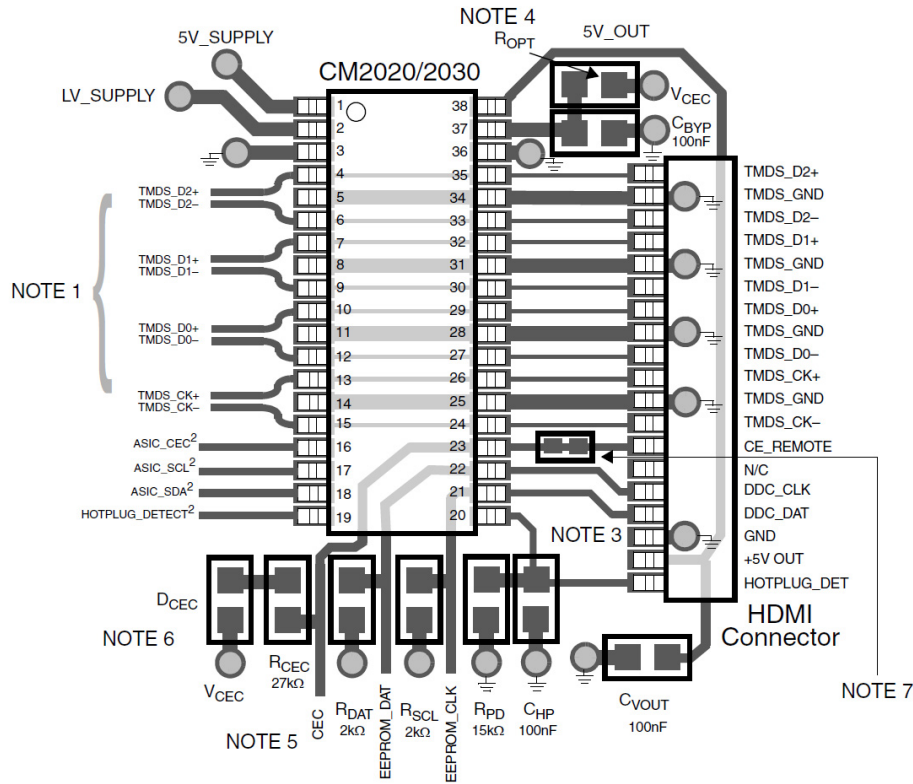 NOTE 4
5V_SUPPLY
R_OPT
5V_OUT
CM2020/2030
LV_SUPPLY
V_CEC
C_BYP
100nF
1
2
3
4
5
6
7
8
9
10
11
12
13
14
15
16
17
18
19
38
37
36
35
34
33
32
31
30
29
28
27
26
25
24
23
22
21
20
TMDS_D2+
TMDS_D2–
TMDS_D1+
TMDS_D1–
TMDS_D0+
TMDS_D0–
TMDS_CK+
TMDS_CK–
NOTE 1
ASIC_CEC²
ASIC_SCL²
ASIC_SDA²
HOTPLUG_DETECT²
TMDS_D2+
TMDS_GND
TMDS_D2–
TMDS_D1+
TMDS_GND
TMDS_D1–
TMDS_D0+
TMDS_GND
TMDS_D0–
TMDS_CK+
TMDS_GND
TMDS_CK–
CE_REMOTE
N/C
DDC_CLK
DDC_DAT
GND
+5V OUT
HOTPLUG_DET
NOTE 3
HDMI
Connector
NOTE 7
D_CEC
NOTE 6
V_CEC
R_CEC
27kΩ
NOTE 5
CEC
R_DAT
2kΩ
EEPROM_DAT
R_SCL
2kΩ
EEPROM_CLK
R_PD
15kΩ
C_HP
100nF
C_VOUT
100nF